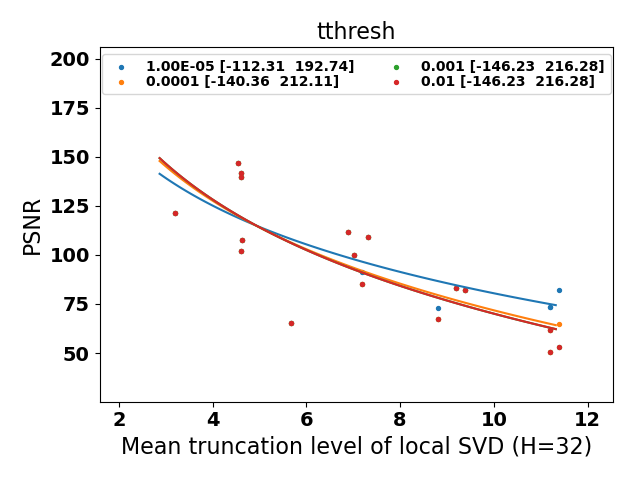 tthresh
1.00E-05 [-112.31  192.74]
0.0001 [-140.36  212.11]
0.001 [-146.23  216.28]
0.01 [-146.23  216.28]
200
175
150
125
100
75
50
PSNR
2 4 6 8 10 12
Mean truncation level of local SVD (H=32)